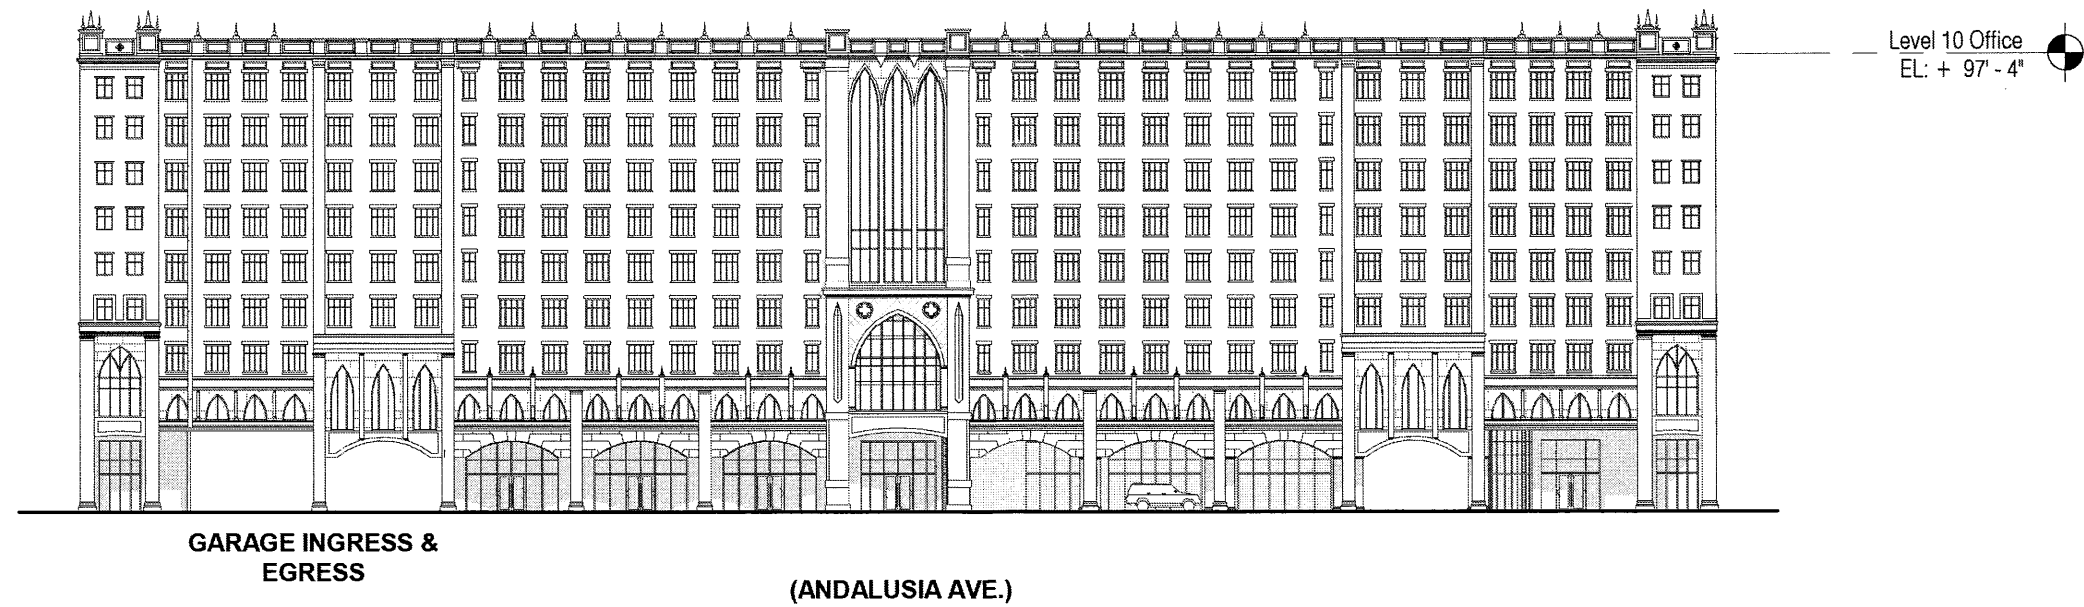 Level 10 Office
EL: + 97' - 4"
GARAGE INGRESS &
EGRESS
(ANDALUSIA AVE.)